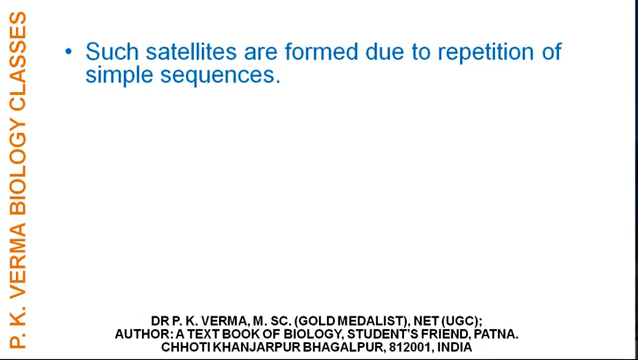 P. K. VERMA BIOLOGY CLASSES
• Such satellites are formed due to repetition of
simple sequences.
DR P. K. VERMA, M. SC. (GOLD MEDALIST), NET (UGC);
AUTHOR: A TEXT BOOK OF BIOLOGY, STUDENT'S FRIEND, PATNA.
CHHOTI KHANJARPUR BHAGALPUR, 812001, INDIA